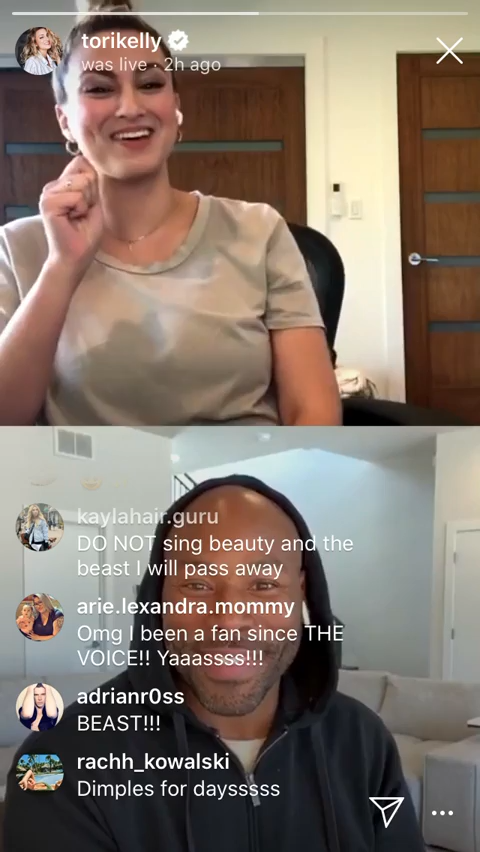 torikelly
was live · 2h ago
kaylahair.guru
DO NOT sing beauty and the
beast I will pass away
arie.lexandra.mommy
Omg I been a fan since THE
VOICE!! Yaaassss!!!
adrianr0ss
BEAST!!!
rachh_kowalski
Dimples for daysssss